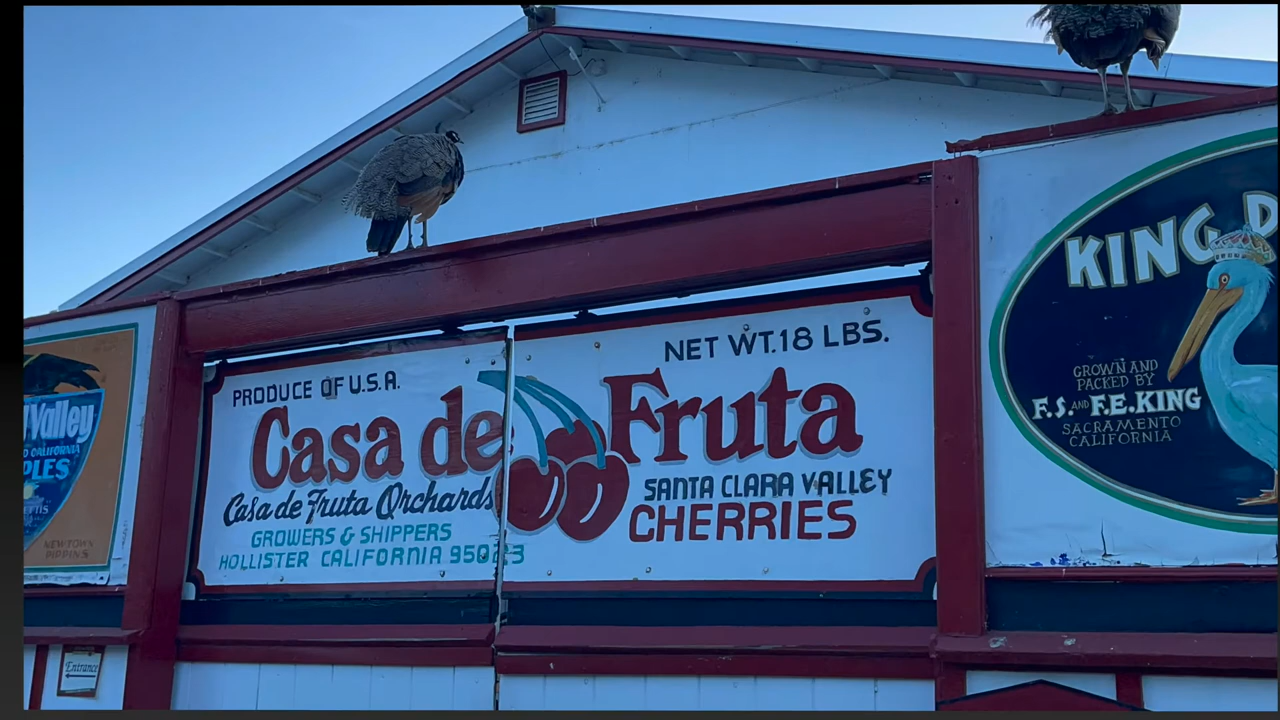 Valley
CALIFORNIA
NEWTOWN
PIPPINS
Entrance
PRODUCE OF U.S.A.
NET WT. 18 LBS.
Casa de Fruta
Casa de Fruta Orchards
GROWERS & SHIPPERS
HOLLISTER CALIFORNIA 95023
SANTA CLARA VALLEY
CHERRIES
KING
GROWN AND
PACKED BY
F.S. AND F.E.KING
SACRAMENTO
CALIFORNIA